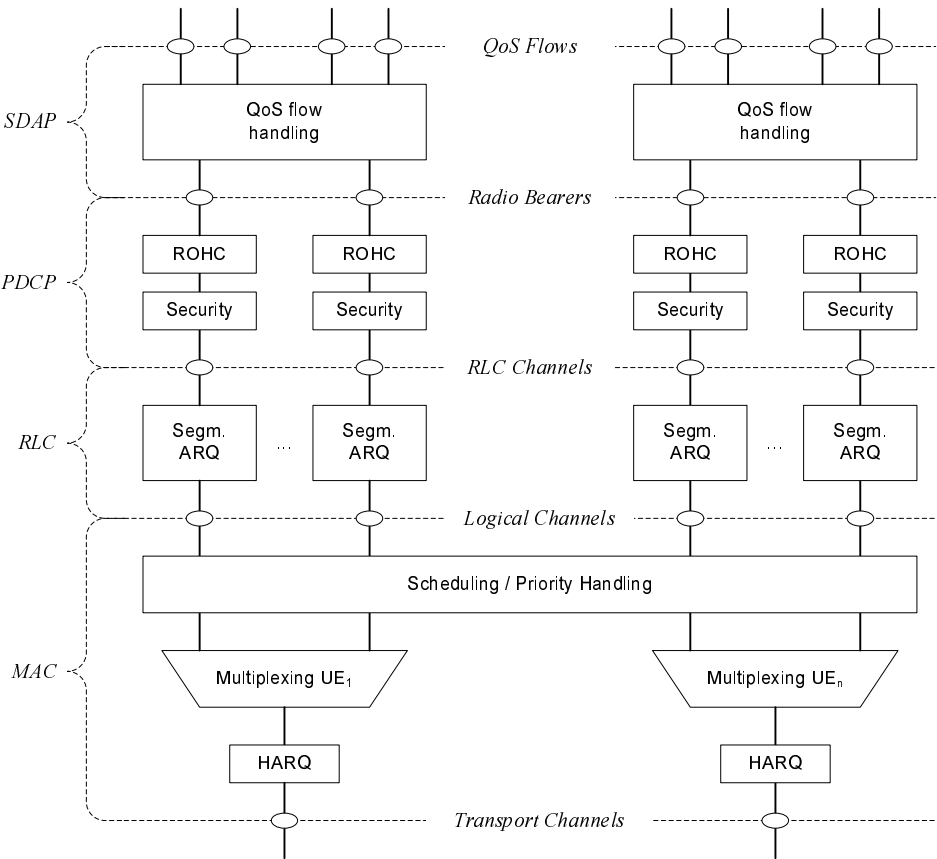 QoS Flows
SDAP
QoS flow
handling
QoS flow
handling
Radio Bearers
PDCP
ROHC
ROHC
ROHC
ROHC
Security
Security
Security
Security
RLC Channels
RLC
Segm.
ARQ
...
Segm.
ARQ
Segm.
ARQ
...
Segm.
ARQ
Logical Channels
Scheduling / Priority Handling
MAC
Multiplexing UE1
Multiplexing UEn
HARQ
HARQ
Transport Channels